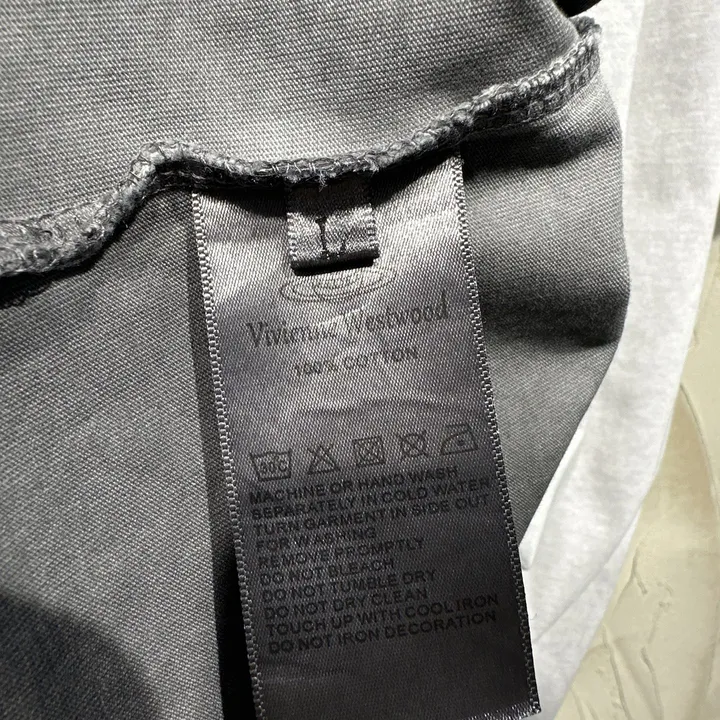 L
Vivienne Westwood
100% COTTON
30C
MACHINE OR HAND WASH
SEPARATELY IN COLD WATER
TURN GARMENT IN SIDE OUT
FOR WASHING
REMOVE PROMPTLY
DO NOT BLEACH
DO NOT TUMBLE DRY
DO NOT DRY CLEAN
TOUCH UP WITH COOL IRON
DO NOT IRON DECORATION